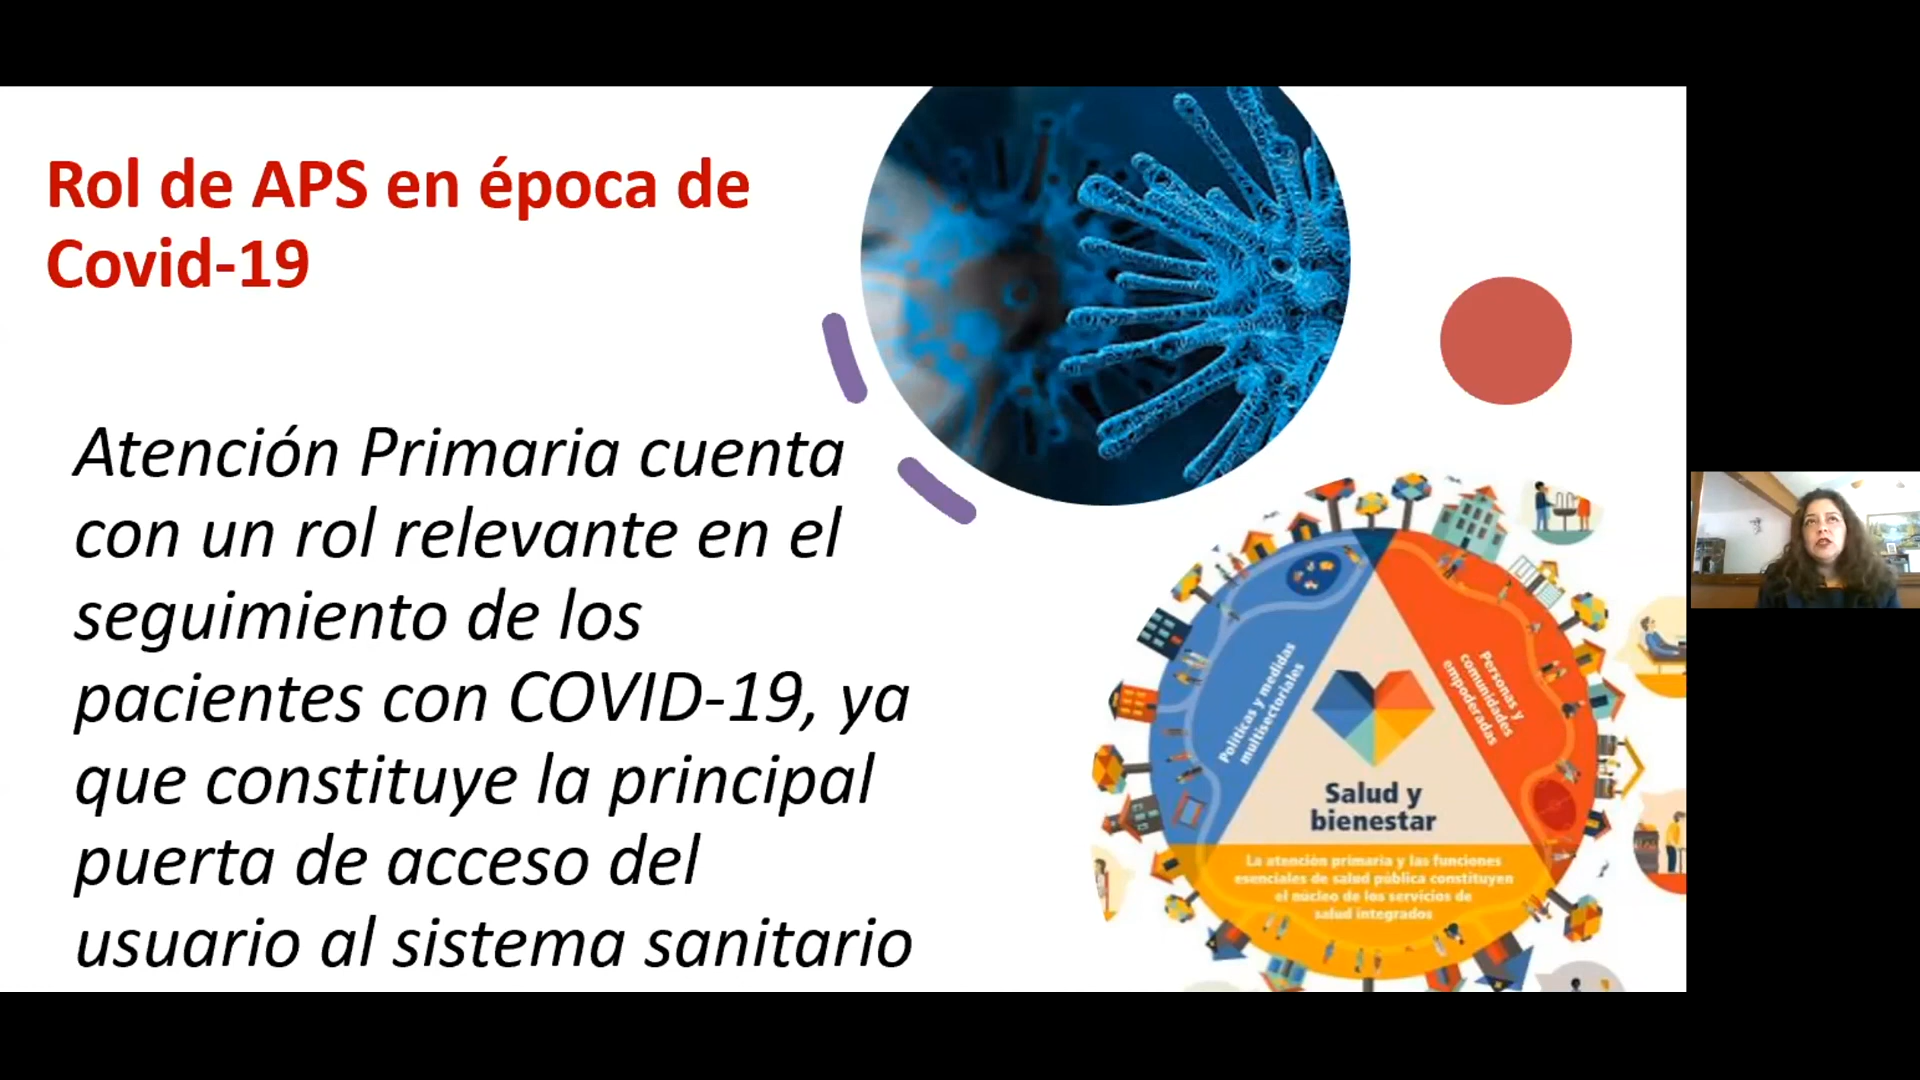 Rol de APS en época de
Covid-19
Atención Primaria cuenta
con un rol relevante en el
seguimiento de los
pacientes con COVID-19, ya
que constituye la principal
puerta de acceso del
usuario al sistema sanitario
Políticas y medidas
multisectoriales
Personas y
comunidades
empoderadas
Salud y
bienestar
La atención primaria y las funciones
esenciales de salud pública constituyen
el núcleo de los servicios de
salud integrados